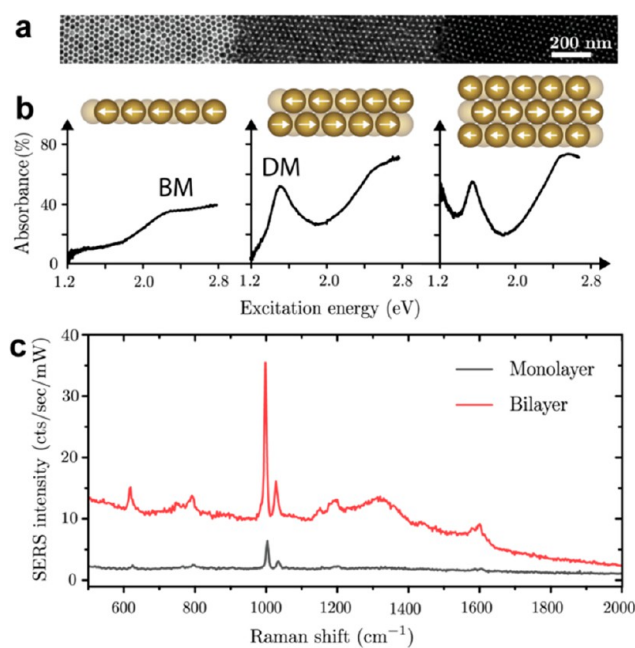 a
200 nm
b
Absorbance(%)
80
40
0
BM
DM
1.2
2.0
2.8
1.2
2.0
2.8
1.2
2.0
2.8
Excitation energy (eV)
c
SERS intensity (cts/sec/mW)
40
30
20
10
0
Monolayer
Bilayer
600
800
1000
1200
1400
1600
1800
2000
Raman shift (cm⁻¹)